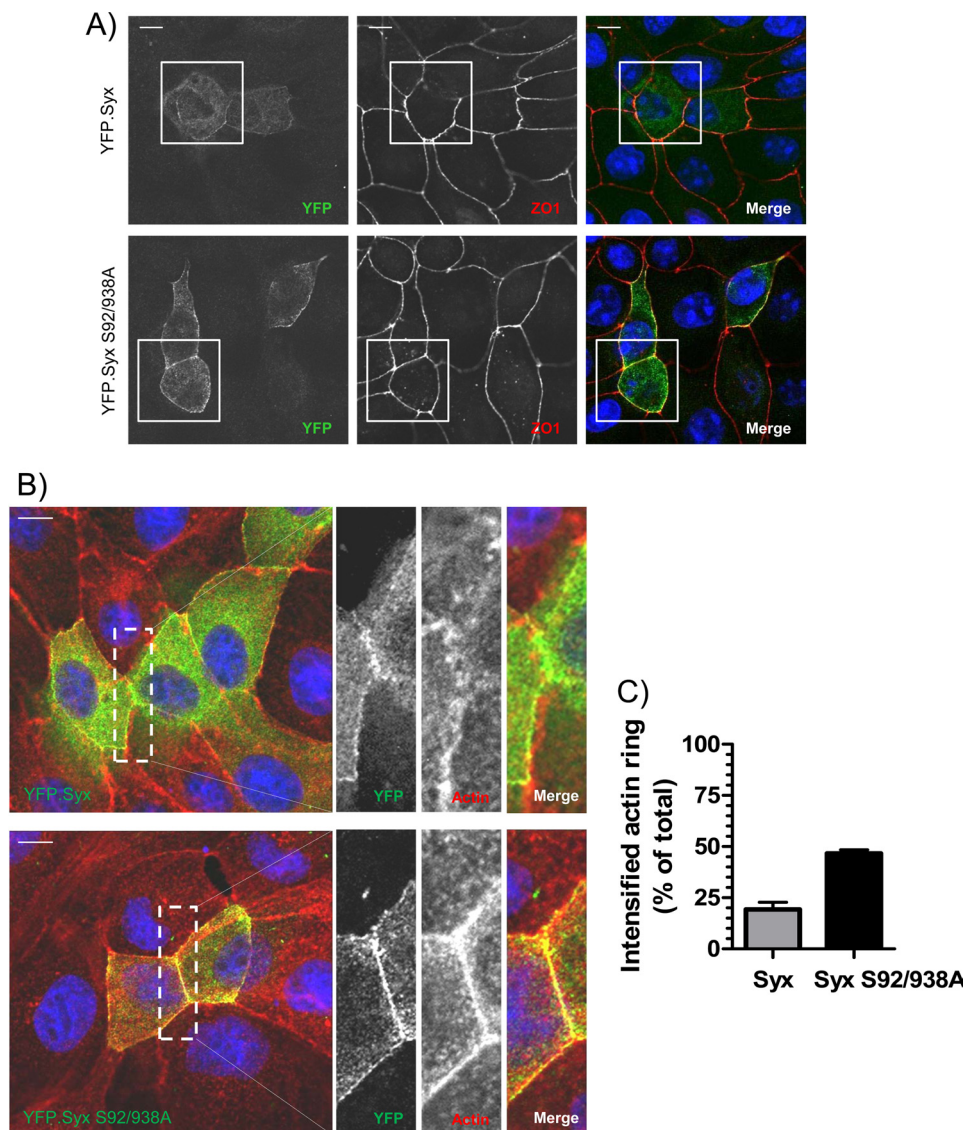 A)
YFP.Syx
YFP
ZO1
Merge
YFP.Syx S92/938A
YFP
ZO1
Merge
B)
YFP.Syx
YFP
Actin
Merge
YFP.Syx S92/938A
YFP
Actin
Merge
C)
Intensified actin ring
(% of total)
100
75
50
25
0
Syx
Syx S92/938A